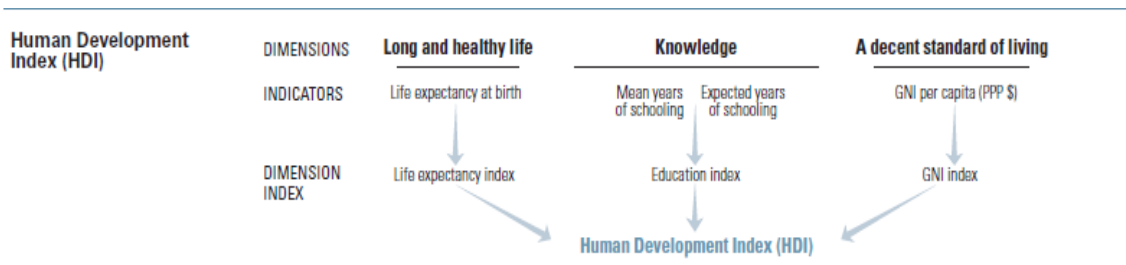 Human Development
Index (HDI)
DIMENSIONS Long and healthy life Knowledge A decent standard of living
INDICATORS Life expectancy at birth Mean years of schooling Expected years of schooling GNI per capita (PPP $)
DIMENSION
INDEX
Life expectancy index Education index GNI index
Human Development Index (HDI)